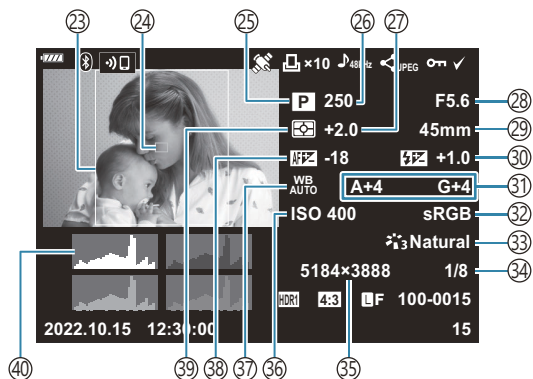 ㉓ ㉔ ㉕ ㉖ ㉗
×10 48kHz JPEG
P 250 F5.6 ㉘
+2.0 45mm ㉙
AF -18 +1.0 ㉚
WB AUTO A+4 G+4 ㉛
ISO 400 sRGB ㉜
3 Natural ㉝
5184×3888 1/8 ㉞
HDR1 4:3 L F 100-0015
2022.10.15 12:30:00 15
㊵ ㊴ ㊳ ㊲ ㊱ ㉟